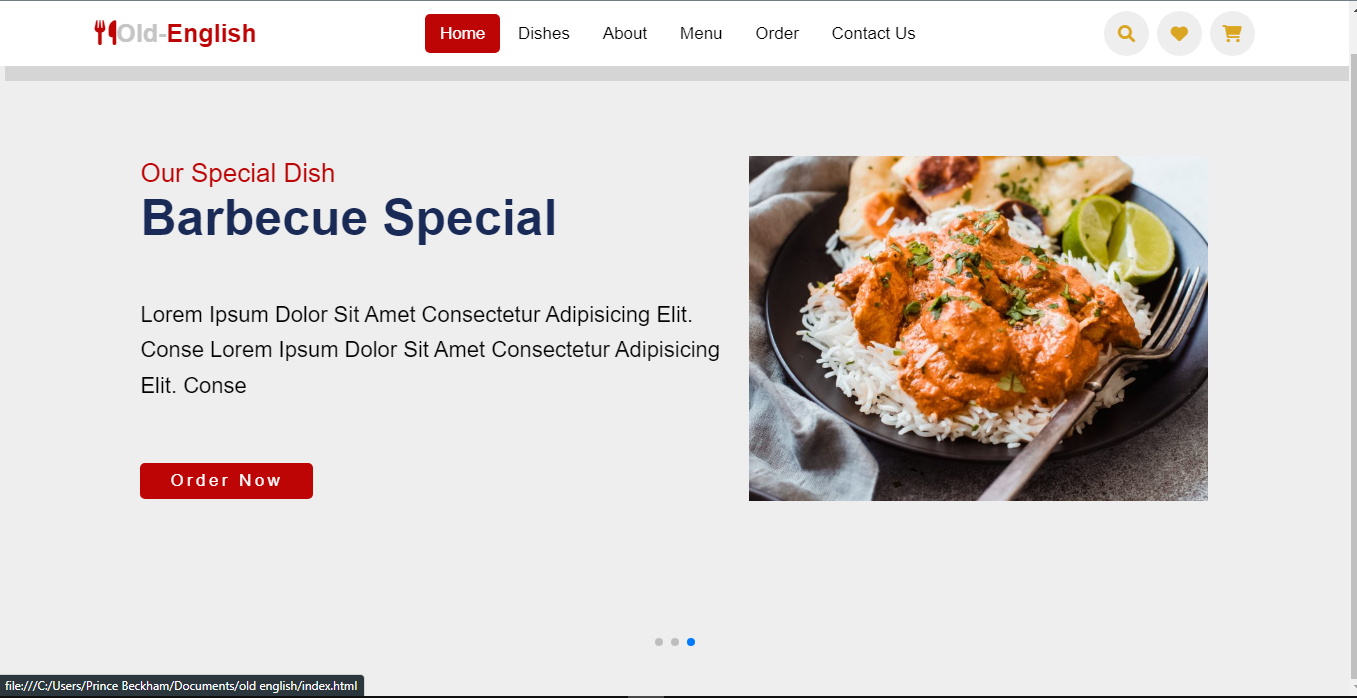 Old-English
Home Dishes About Menu Order Contact Us
Our Special Dish
Barbecue Special
Lorem Ipsum Dolor Sit Amet Consectetur Adipisicing Elit.
Conse Lorem Ipsum Dolor Sit Amet Consectetur Adipisicing
Elit. Conse
Order Now
file:///C:/Users/Prince Beckham/Documents/old english/index.html